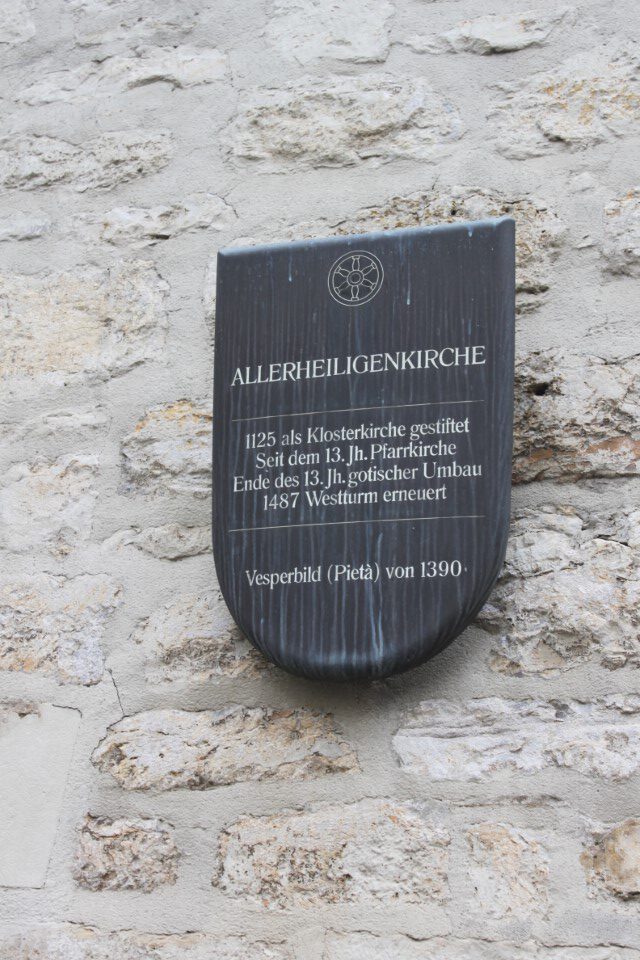 ALLERHEILIGENKIRCHE
1125 als Klosterkirche gestiftet
Seit dem 13. Jh. Pfarrkirche
Ende des 13. Jh. gotischer Umbau
1487 Westturm erneuert
Vesperbild (Pietà) von 1390